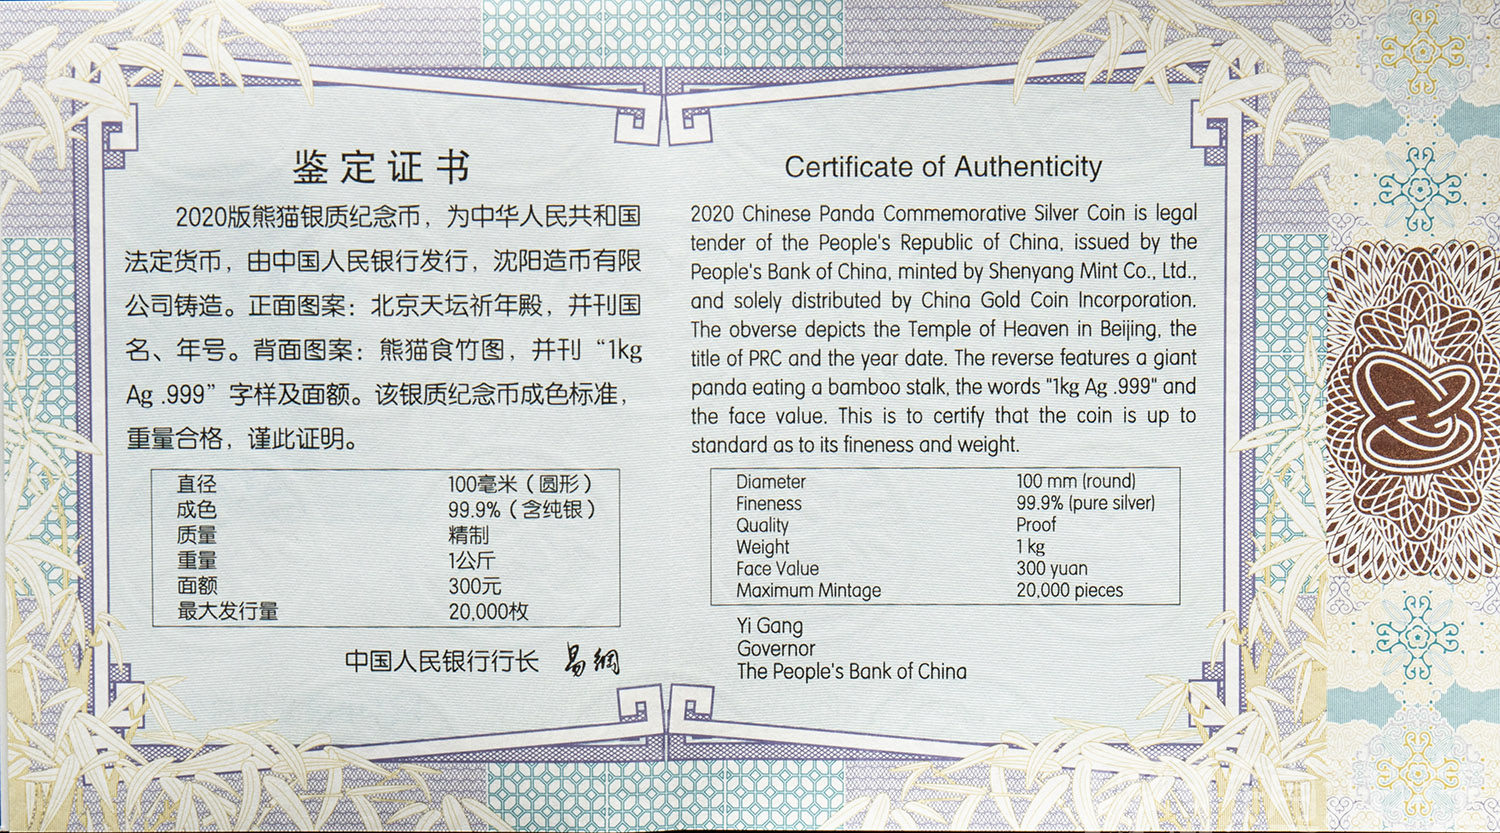 鉴定证书
2020版熊猫银质纪念币，为中华人民共和国
法定货币，由中国人民银行发行，沈阳造币有限
公司铸造。正面图案：北京天坛祈年殿，并刊国
名、年号。背面图案：熊猫食竹图，并刊“1kg
Ag .999”字样及面额。该银质纪念币成色标准，
重量合格，谨此证明。
直径 100毫米（圆形）
成色 99.9%（含纯银）
质量 精制
重量 1公斤
面额 300元
最大发行量 20,000枚
中国人民银行行长 易纲
Certificate of Authenticity
2020 Chinese Panda Commemorative Silver Coin is legal
tender of the People's Republic of China, issued by the
People's Bank of China, minted by Shenyang Mint Co., Ltd.,
and solely distributed by China Gold Coin Incorporation.
The obverse depicts the Temple of Heaven in Beijing, the
title of PRC and the year date. The reverse features a giant
panda eating a bamboo stalk, the words "1kg Ag .999" and
the face value. This is to certify that the coin is up to
standard as to its fineness and weight.
Diameter 100 mm (round)
Fineness 99.9% (pure silver)
Quality Proof
Weight 1 kg
Face Value 300 yuan
Maximum Mintage 20,000 pieces
Yi Gang
Governor
The People's Bank of China